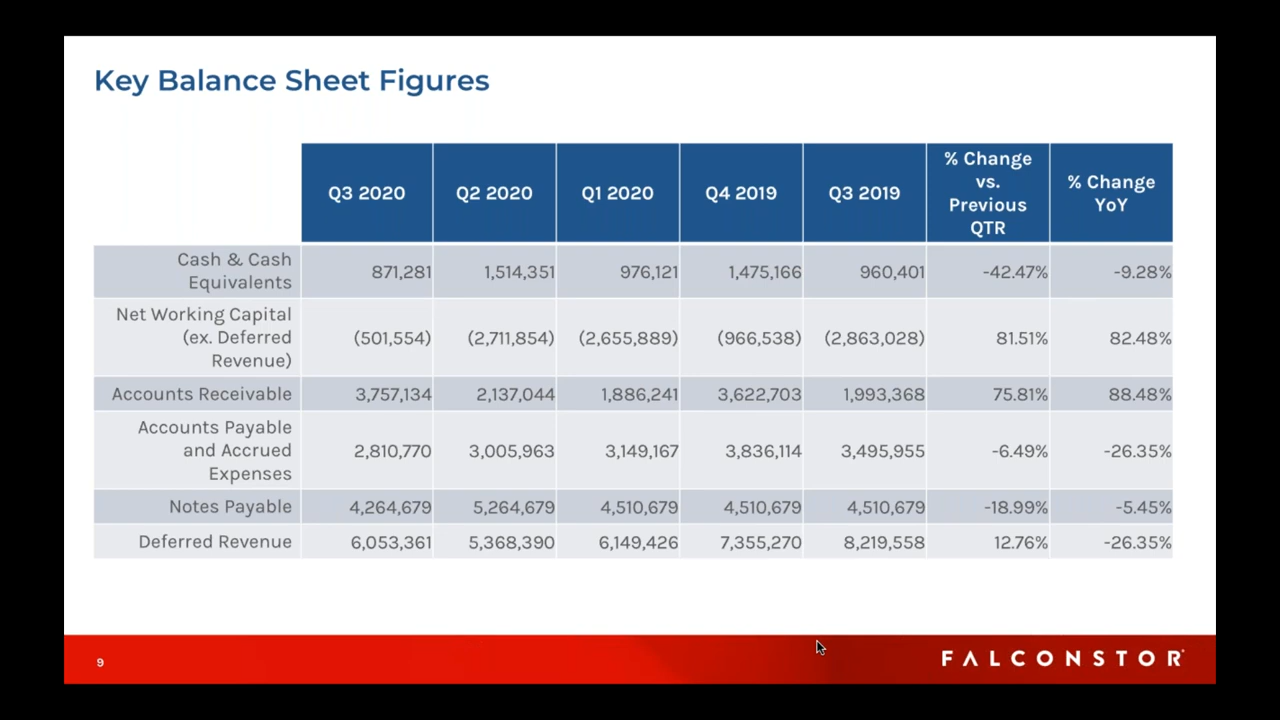 Key Balance Sheet Figures
Q3 2020 Q2 2020 Q1 2020 Q4 2019 Q3 2019 % Change vs. Previous QTR % Change YoY
Cash & Cash Equivalents 871,281 1,514,351 976,121 1,475,166 960,401 -42.47% -9.28%
Net Working Capital (ex. Deferred Revenue) (501,554) (2,711,854) (2,655,889) (966,538) (2,863,028) 81.51% 82.48%
Accounts Receivable 3,757,134 2,137,044 1,886,241 3,622,703 1,993,368 75.81% 88.48%
Accounts Payable and Accrued Expenses 2,810,770 3,005,963 3,149,167 3,836,114 3,495,955 -6.49% -26.35%
Notes Payable 4,264,679 5,264,679 4,510,679 4,510,679 4,510,679 -18.99% -5.45%
Deferred Revenue 6,053,361 5,368,390 6,149,426 7,355,270 8,219,558 12.76% -26.35%
9
FALCONSTOR